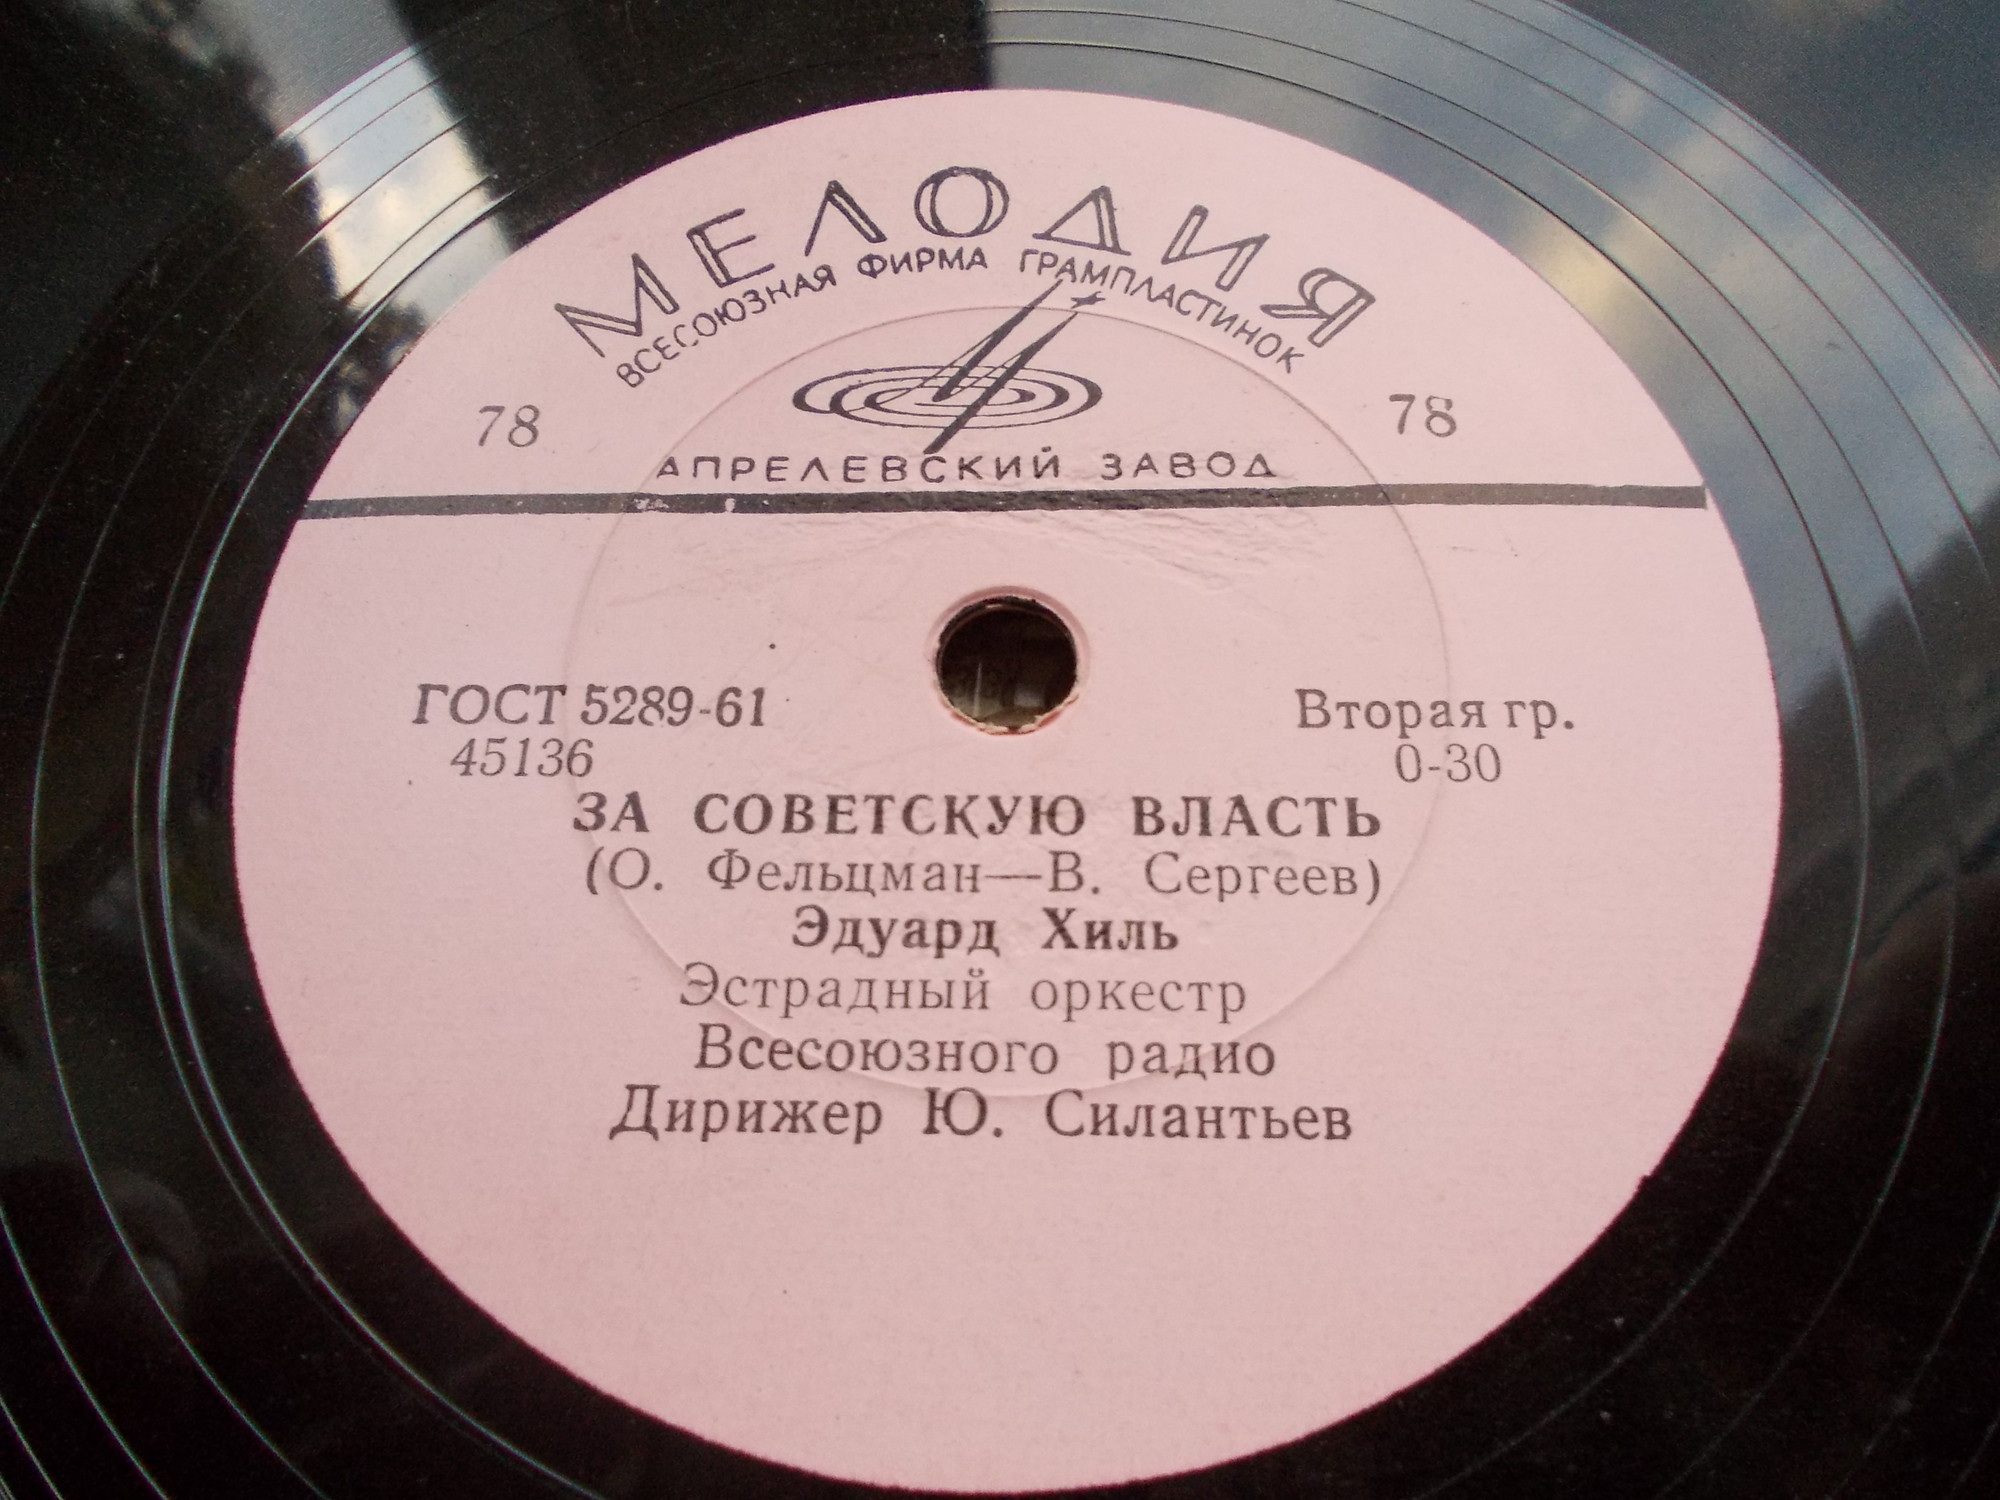 МЕЛОДИЯ
ВСЕСОЮЗНАЯ ФИРМА ГРАМПЛАСТИНОК
78 78
АПРЕЛЕВСКИЙ ЗАВОД
ГОСТ 5289-61 Вторая гр.
45136 0-30
ЗА СОВЕТСКУЮ ВЛАСТЬ
(О. Фельцман—В. Сергеев)
Эдуард Хиль
Эстрадный оркестр
Всесоюзного радио
Дирижер Ю. Силантьев